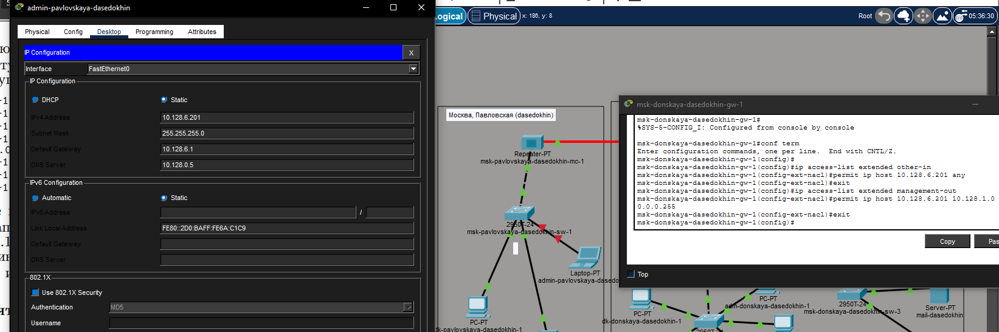 admin-pavlovskaya-dasedokhin
Physical Config Desktop Programming Attributes
IP Configuration X
Interface FastEthernet0
IP Configuration
DHCP Static
IPv4 Address 10.128.6.201
Subnet Mask 255.255.255.0
Default Gateway 10.128.6.1
DNS Server 10.128.0.5
IPv6 Configuration
Automatic Static
IPv6 Address /
Link Local Address FE80::2D0:BAFF:FE6A:C1C9
Default Gateway
DNS Server
802.1X
Use 802.1X Security
Authentication MD5
Username
ogical Physical x: 186, y: 8 Root 05:36:30
Москва, Павловская (dasedokhin)
Repeater-PT
msk-pavlovskaya-dasedokhin-mc-1
2950T-24
msk-pavlovskaya-dasedokhin-sw-1
Laptop-PT
admin-pavlovskaya-dasedo
PC-PT
dk-pavlovskaya-dasedokhin-1
msk-donskaya-dasedokhin-gw-1
msk-donskaya-dasedokhin-gw-1#
%SYS-5-CONFIG_I: Configured from console by console
msk-donskaya-dasedokhin-gw-1#conf term
Enter configuration commands, one per line. End with CNTL/Z.
msk-donskaya-dasedokhin-gw-1(config)#
msk-donskaya-dasedokhin-gw-1(config)#ip access-list extended other-in
msk-donskaya-dasedokhin-gw-1(config-ext-nacl)#permit ip host 10.128.6.201 any
msk-donskaya-dasedokhin-gw-1(config-ext-nacl)#exit
msk-donskaya-dasedokhin-gw-1(config)#ip access-list extended management-out
msk-donskaya-dasedokhin-gw-1(config-ext-nacl)#permit ip host 10.128.6.201 10.128.1.0
0.0.0.255
msk-donskaya-dasedokhin-gw-1(config-ext-nacl)#exit
msk-donskaya-dasedokhin-gw-1(config)#
Copy Pas
Top
PC-PT
dk-donskaya-dasedokhin-1
PC-PT
adm-donskaya-dasedokhin-1
2950T-24
2950T-24
msk-donskaya-dasedokhin-sw-3
Server-PT
mail-dasedokhin